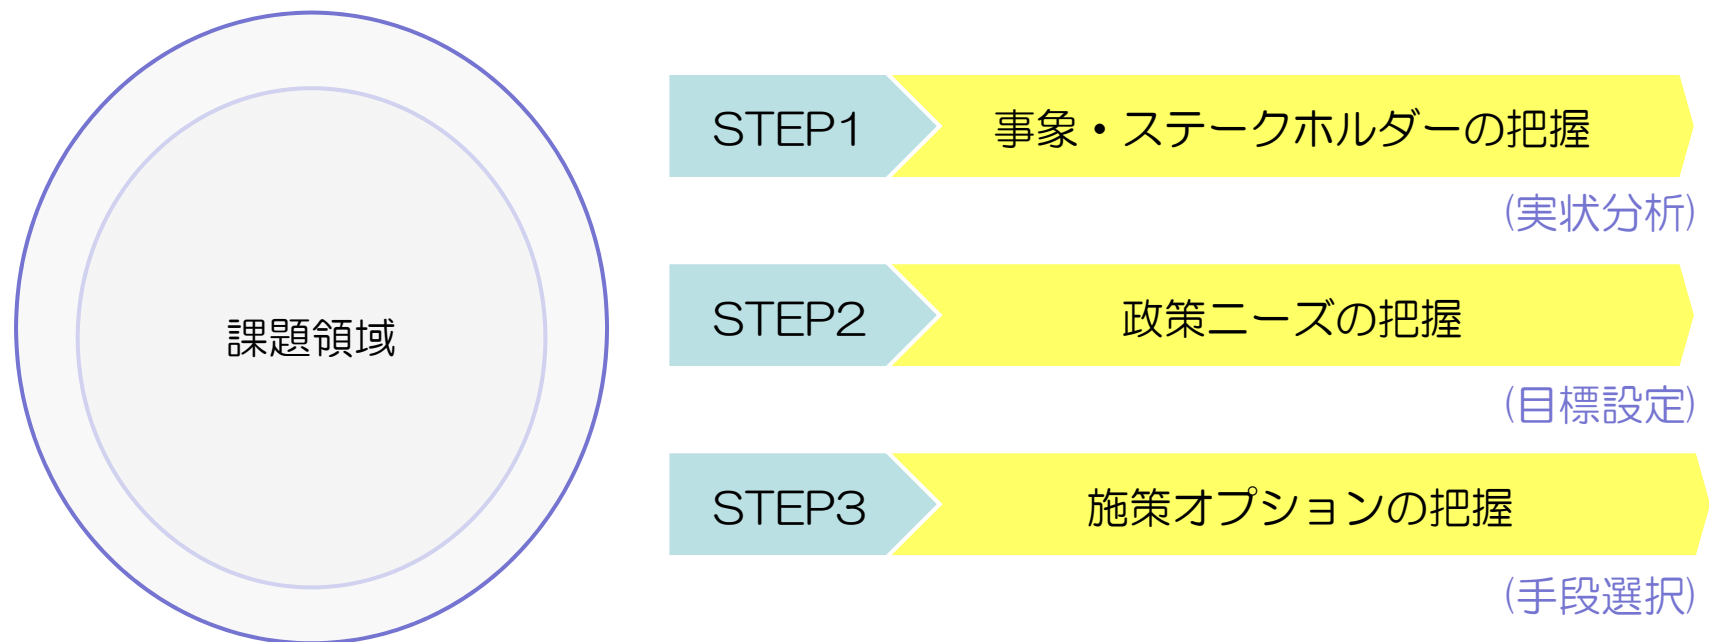 課題領域
STEP1
事象・ステークホルダーの把握
(実状分析)
STEP2
政策ニーズの把握
(目標設定)
STEP3
施策オプションの把握
(手段選択)